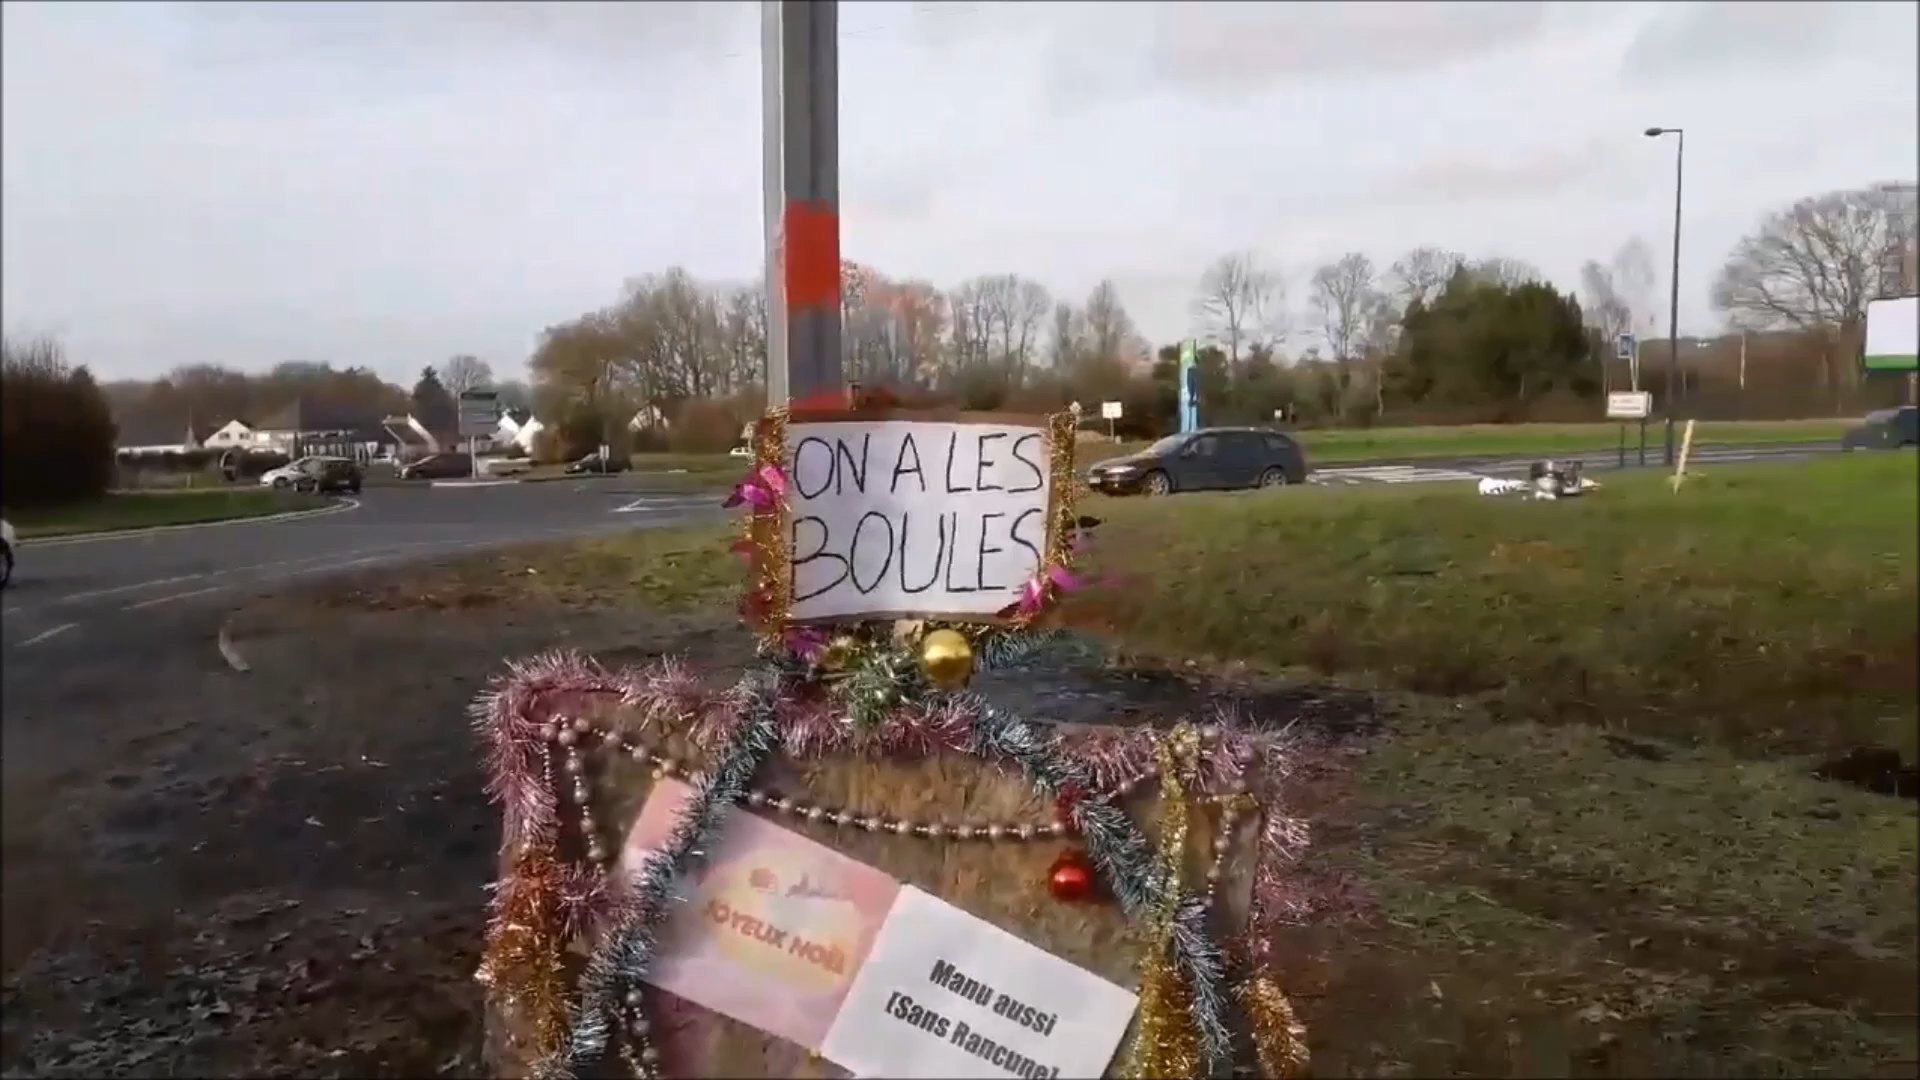 ON A LES
BOULES
JOYEUX NOËL
Manu aussi
[Sans Rancune]